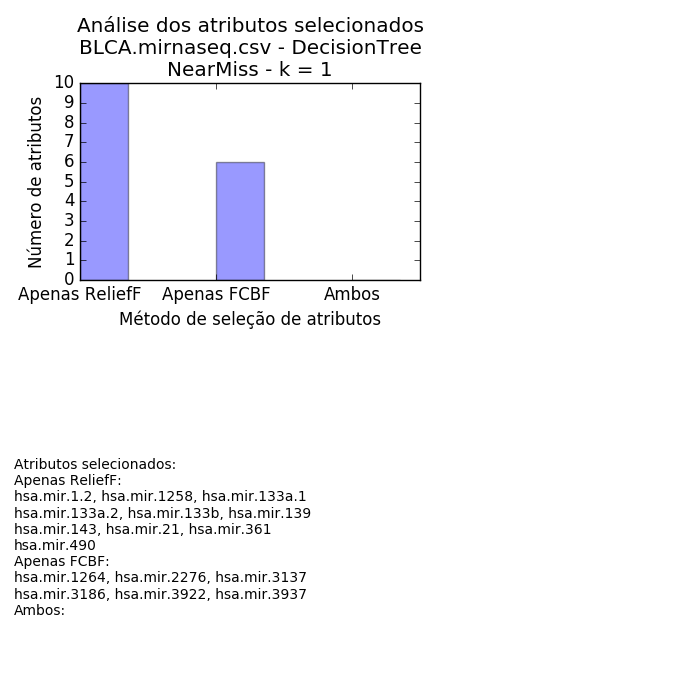 Análise dos atributos selecionados
BLCA.mirnaseq.csv - DecisionTree
NearMiss - k = 1
10
9
8
7
6
5
4
3
2
1
0
Número de atributos
Apenas ReliefF
Apenas FCBF
Ambos
Método de seleção de atributos
Atributos selecionados:
Apenas ReliefF:
hsa.mir.1.2, hsa.mir.1258, hsa.mir.133a.1
hsa.mir.133a.2, hsa.mir.133b, hsa.mir.139
hsa.mir.143, hsa.mir.21, hsa.mir.361
hsa.mir.490
Apenas FCBF:
hsa.mir.1264, hsa.mir.2276, hsa.mir.3137
hsa.mir.3186, hsa.mir.3922, hsa.mir.3937
Ambos: